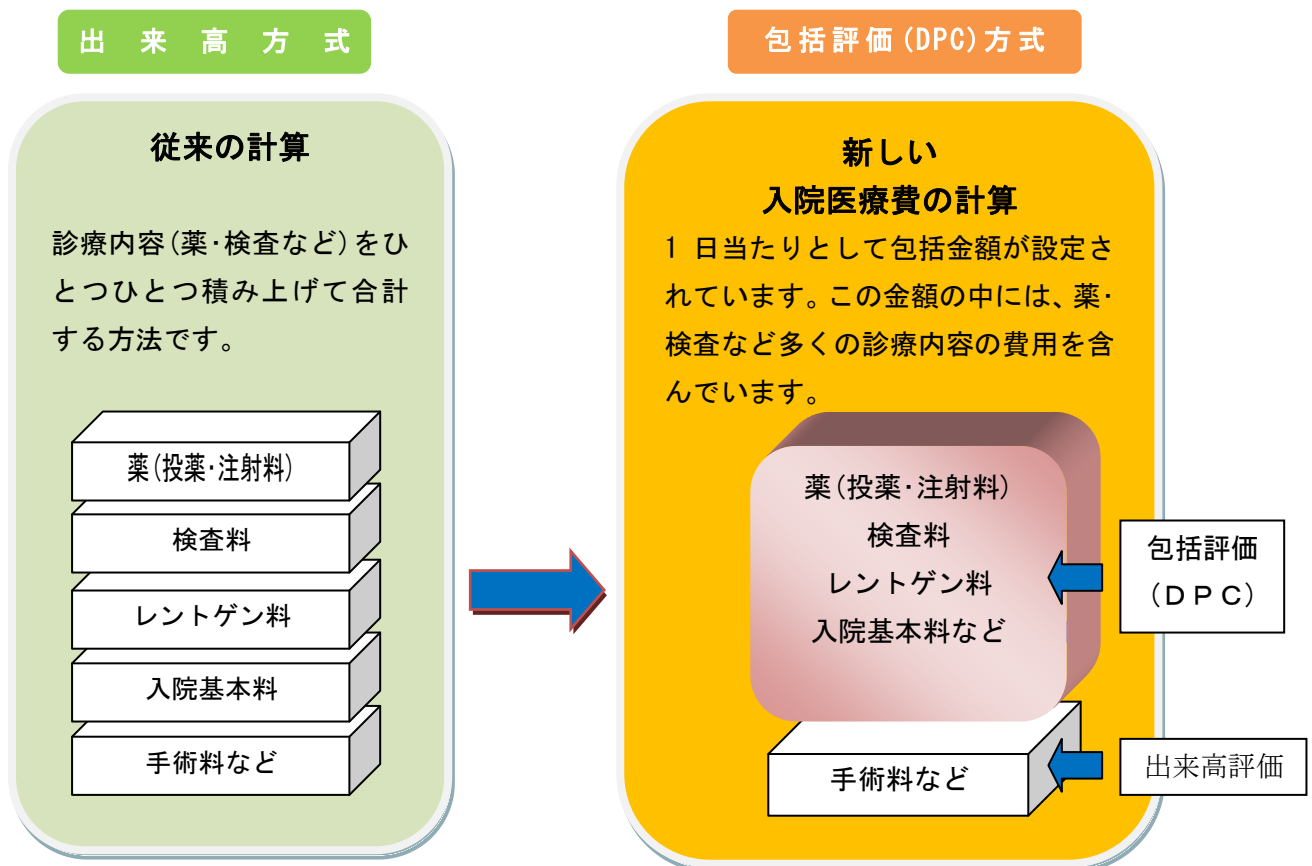 出来高方式
従来の計算
診療内容(薬･検査など)をひ
とつひとつ積み上げて合計
する方法です。
薬(投薬･注射料)
検査料
レントゲン料
入院基本料
手術料など
包括評価(DPC)方式
新しい
入院医療費の計算
1 日当たりとして包括金額が設定さ
れています。この金額の中には、薬･
検査など多くの診療内容の費用を含
んでいます。
薬(投薬･注射料)
検査料
レントゲン料
入院基本料など
手術料など
包括評価
(ＤＰＣ)
出来高評価